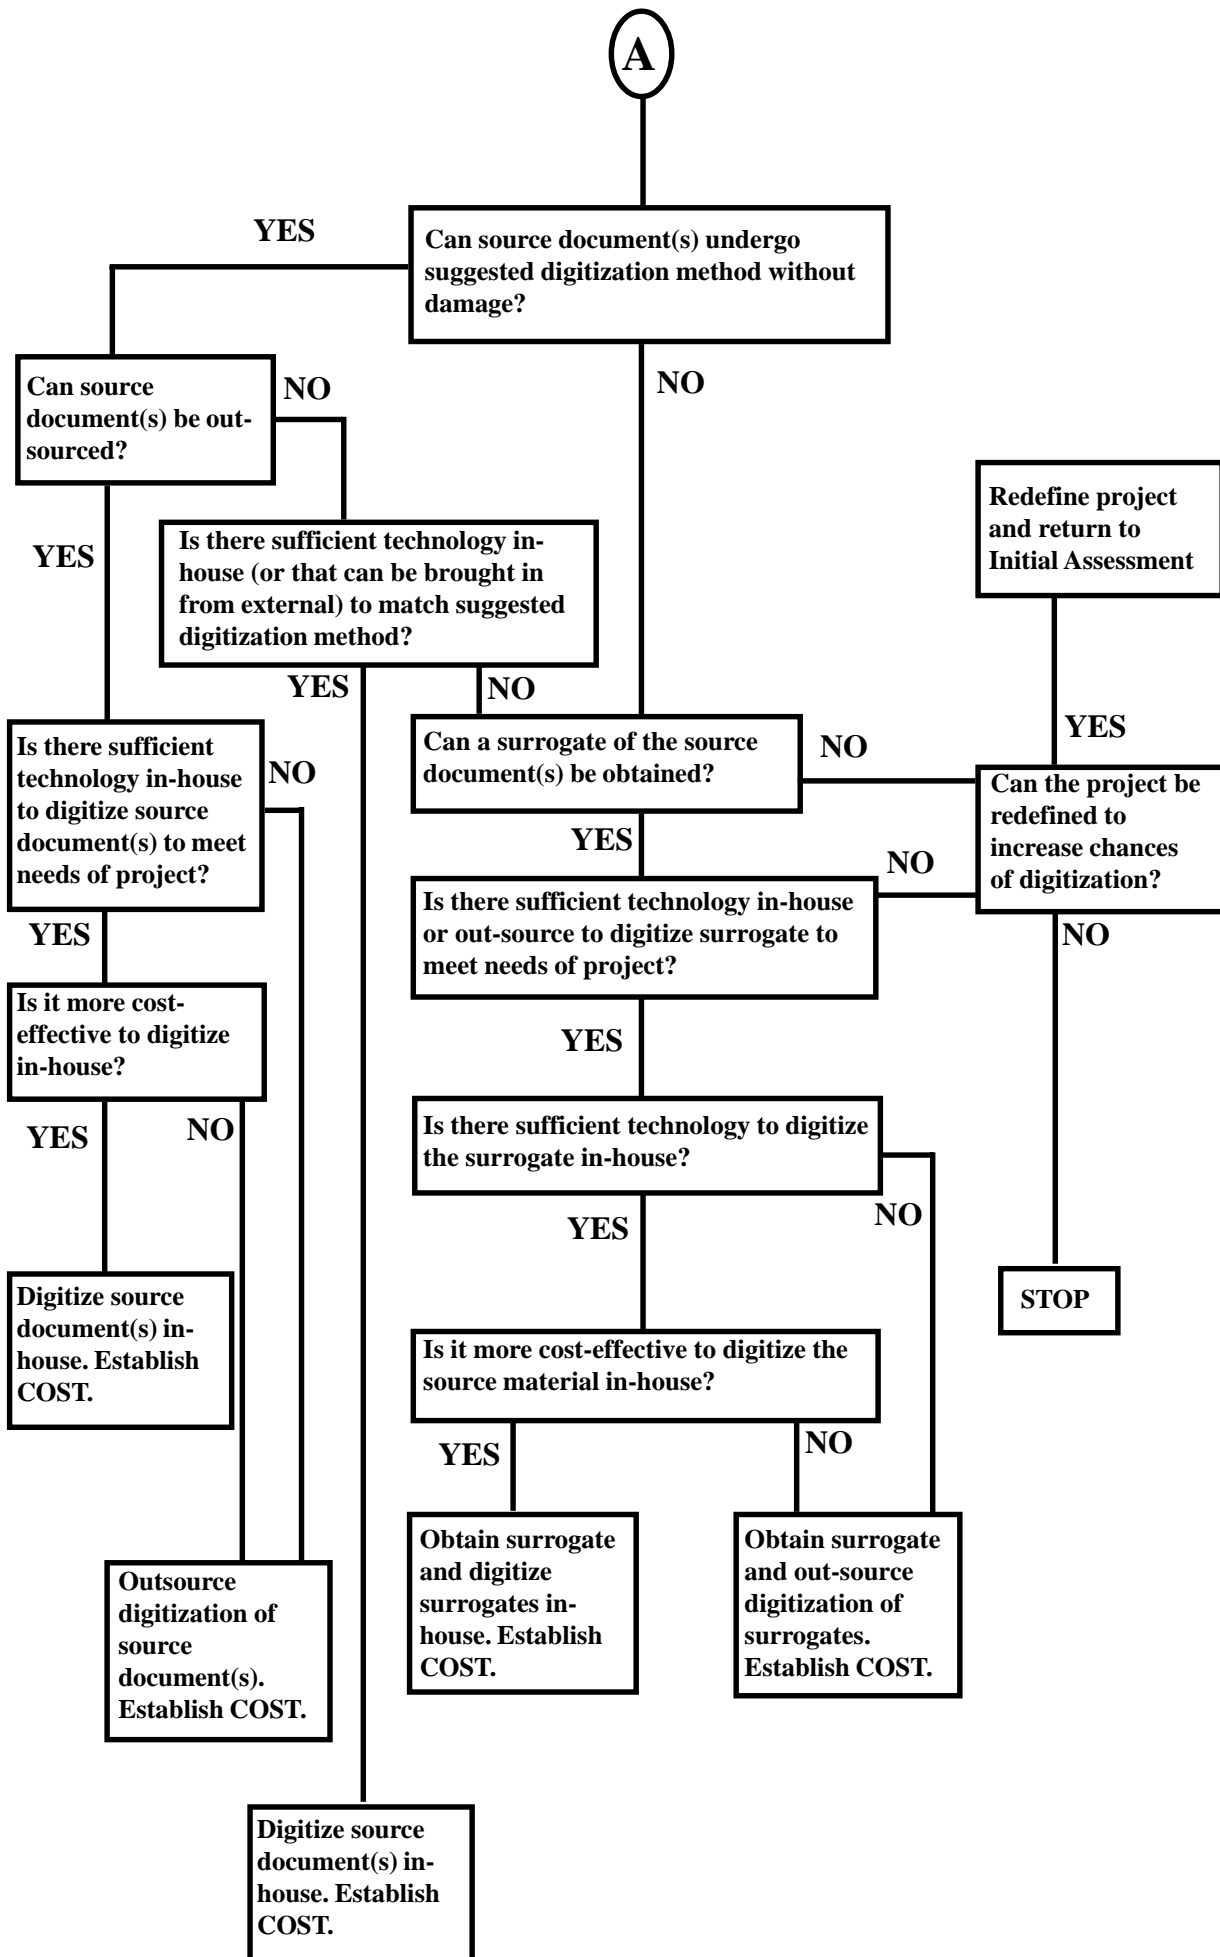 A
YES
Can source document(s) undergo
suggested digitization method without
damage?
Can source
document(s) be out-
sourced?
NO
NO
YES
Is there sufficient technology in-
house (or that can be brought in
from external) to match suggested
digitization method?
Redefine project
and return to
Initial Assessment
YES
NO
YES
Is there sufficient
technology in-house
to digitize source
document(s) to meet
needs of project?
NO
Can a surrogate of the source
document(s) be obtained?
NO
Can the project be
redefined to
increase chances
of digitization?
YES
NO
Is there sufficient technology in-house
or out-source to digitize surrogate to
meet needs of project?
YES
NO
Is it more cost-
effective to digitize
in-house?
YES
YES
NO
Is there sufficient technology to digitize
the surrogate in-house?
YES
NO
Digitize source
document(s) in-
house. Establish
COST.
STOP
Is it more cost-effective to digitize the
source material in-house?
YES
NO
Outsource
digitization of
source
document(s).
Establish COST.
Obtain surrogate
and digitize
surrogates in-
house. Establish
COST.
Obtain surrogate
and out-source
digitization of
surrogates.
Establish COST.
Digitize source
document(s) in-
house. Establish
COST.